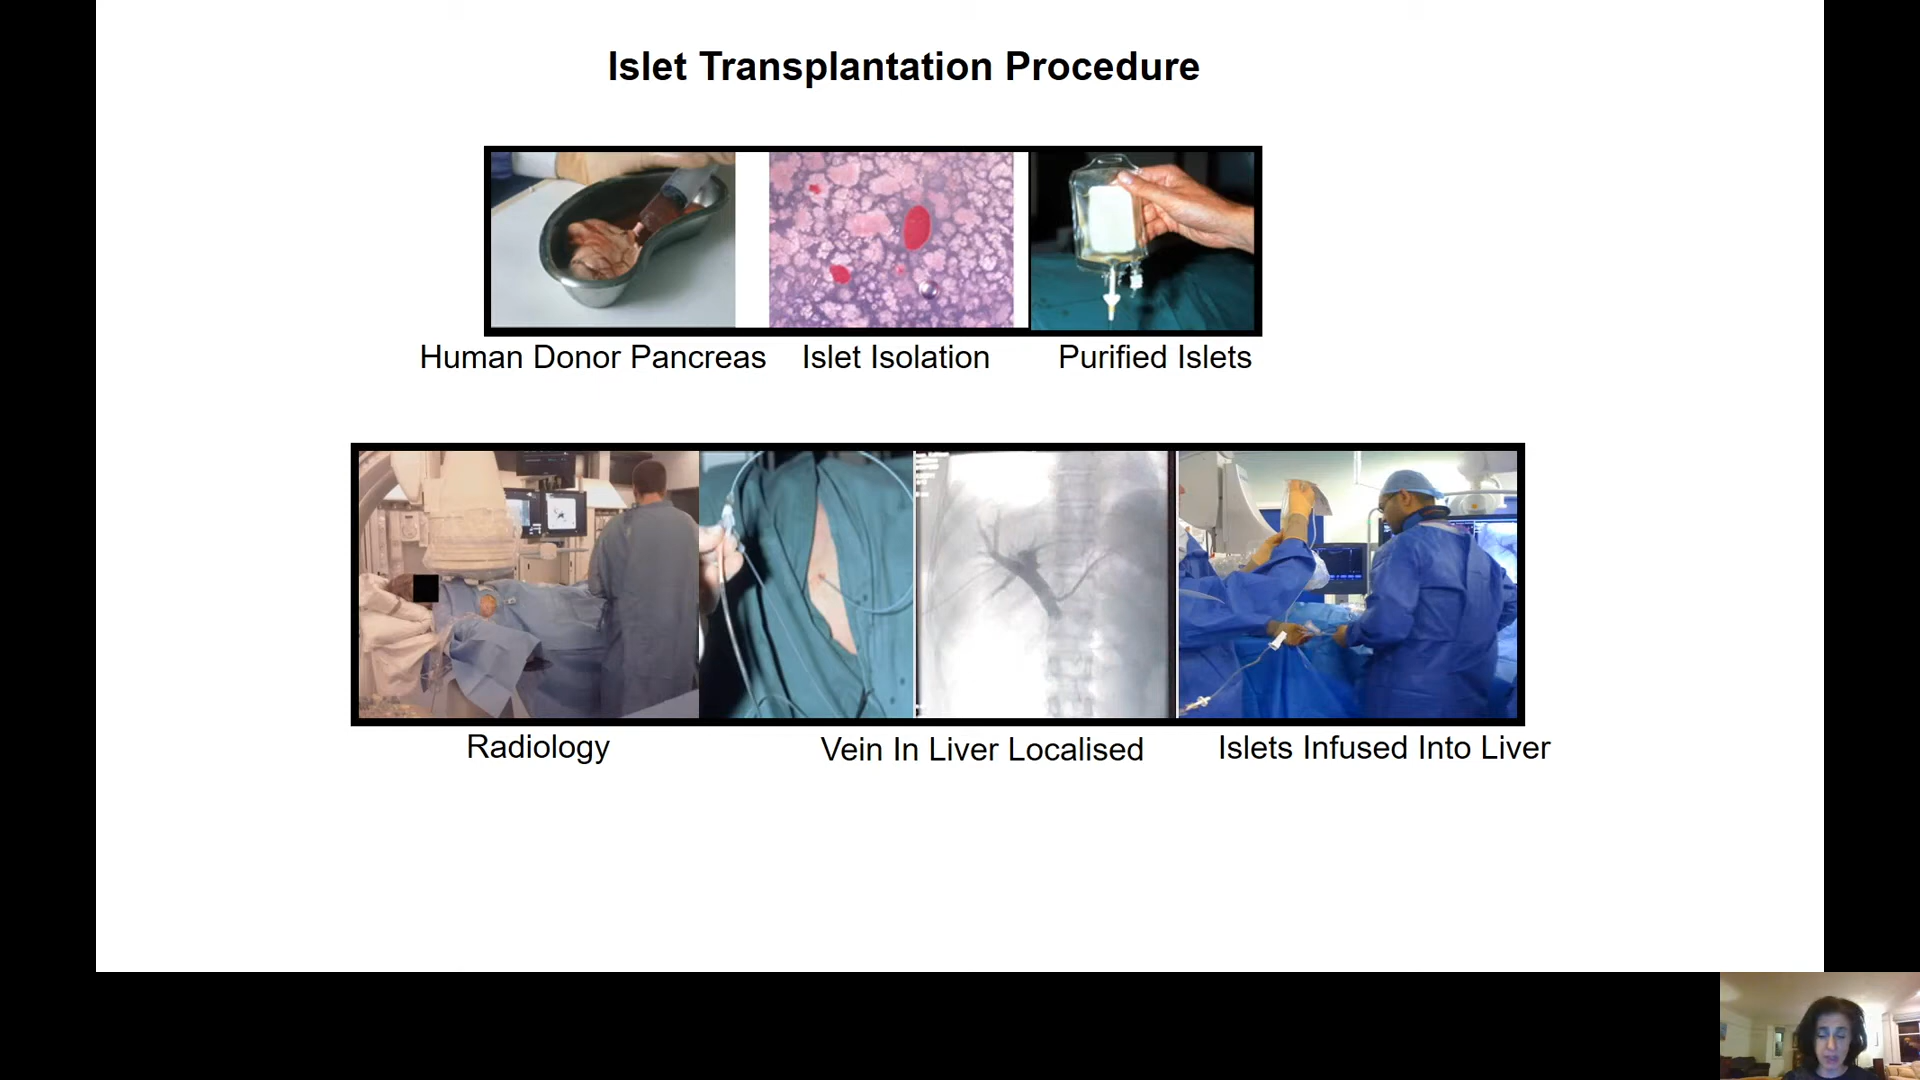 Islet Transplantation Procedure
Human Donor Pancreas
Islet Isolation
Purified Islets
Radiology
Vein In Liver Localised
Islets Infused Into Liver